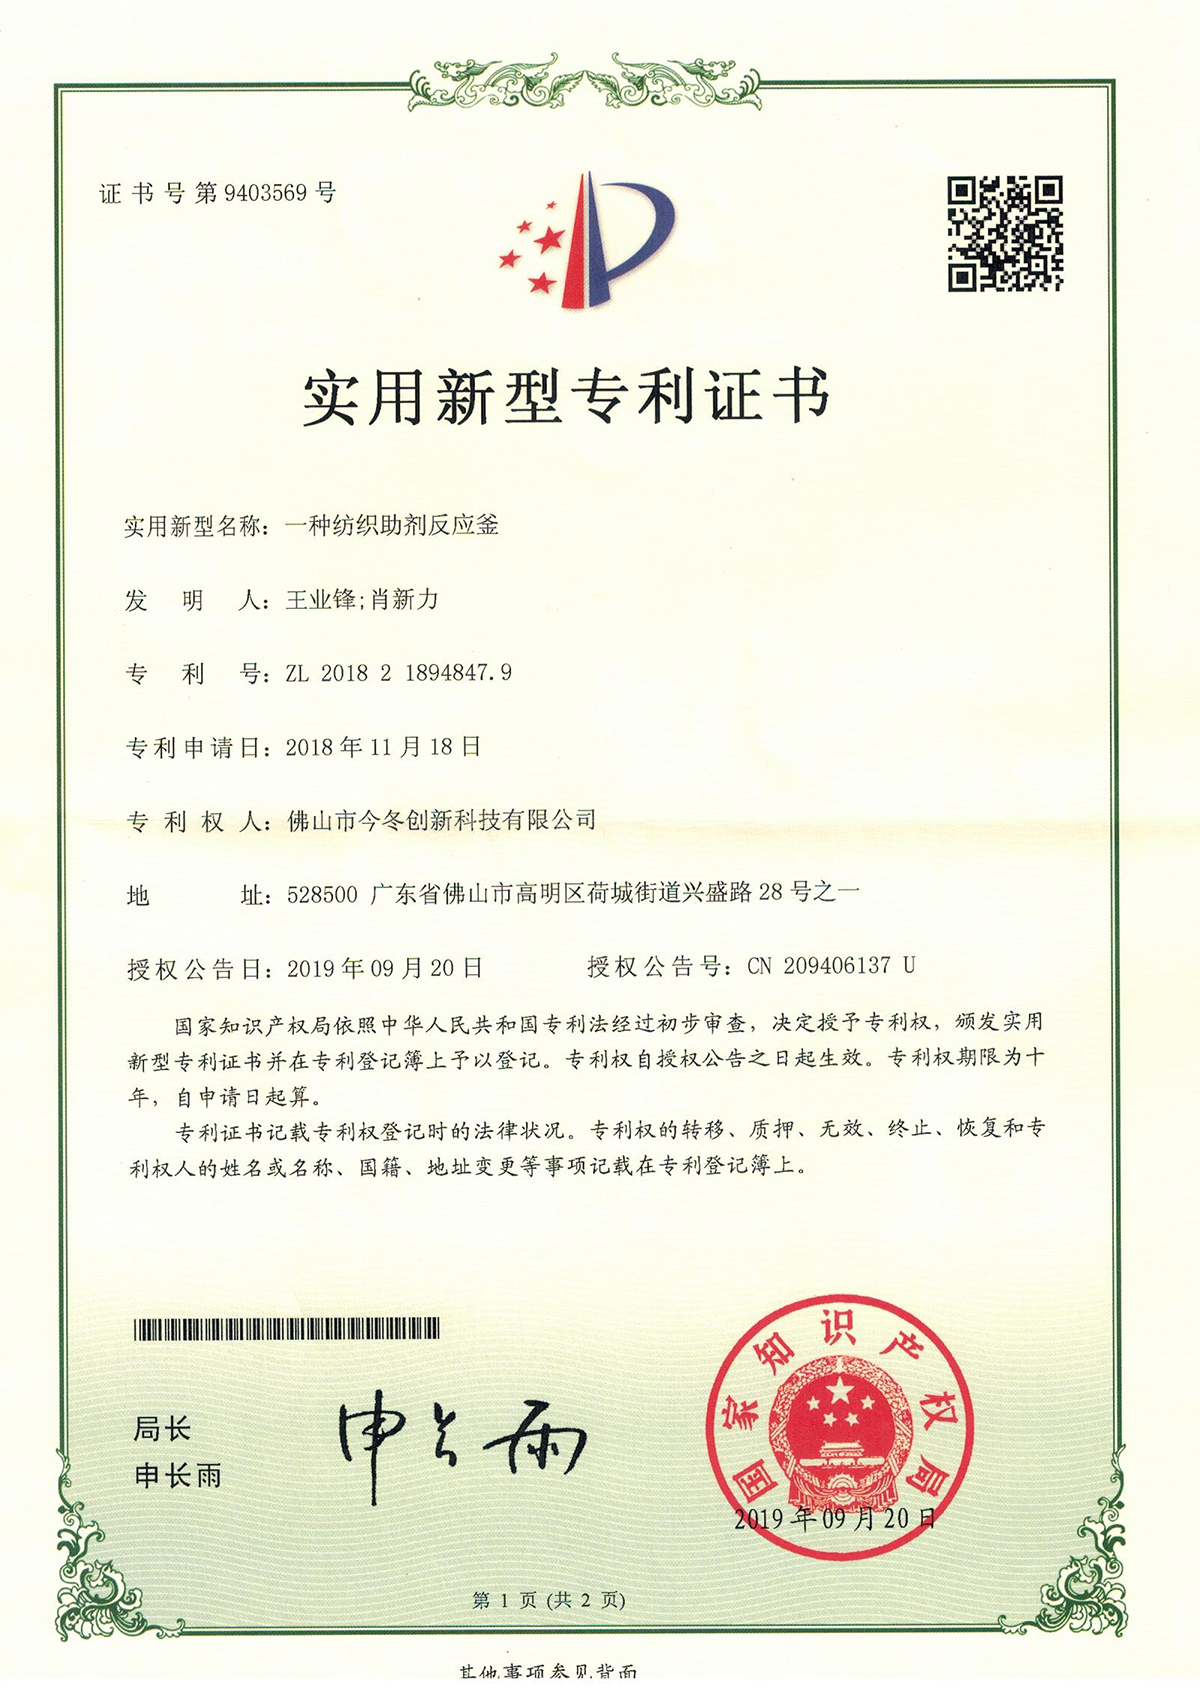 证书号第9403569号
实用新型专利证书
实用新型名称：一种纺织助剂反应釜
发明人：王业锋;肖新力
专利号：ZL 2018 2 1894847.9
专利申请日：2018年11月18日
专利权人：佛山市今冬创新科技有限公司
地址：528500 广东省佛山市高明区荷城街道兴盛路28号之一
授权公告日：2019年09月20日 授权公告号：CN 209406137 U
国家知识产权局依照中华人民共和国专利法经过初步审查，决定授予专利权，颁发实用
新型专利证书并在专利登记簿上予以登记。专利权自授权公告之日起生效。专利权期限为十
年，自申请日起算。
专利证书记载专利权登记时的法律状况。专利权的转移、质押、无效、终止、恢复和专
利权人的姓名或名称、国籍、地址变更等事项记载在专利登记簿上。
局长
申长雨
申长雨
国家知识产权局
2019年09月20日
第 1 页 (共 2 页)
其他事项参见背面